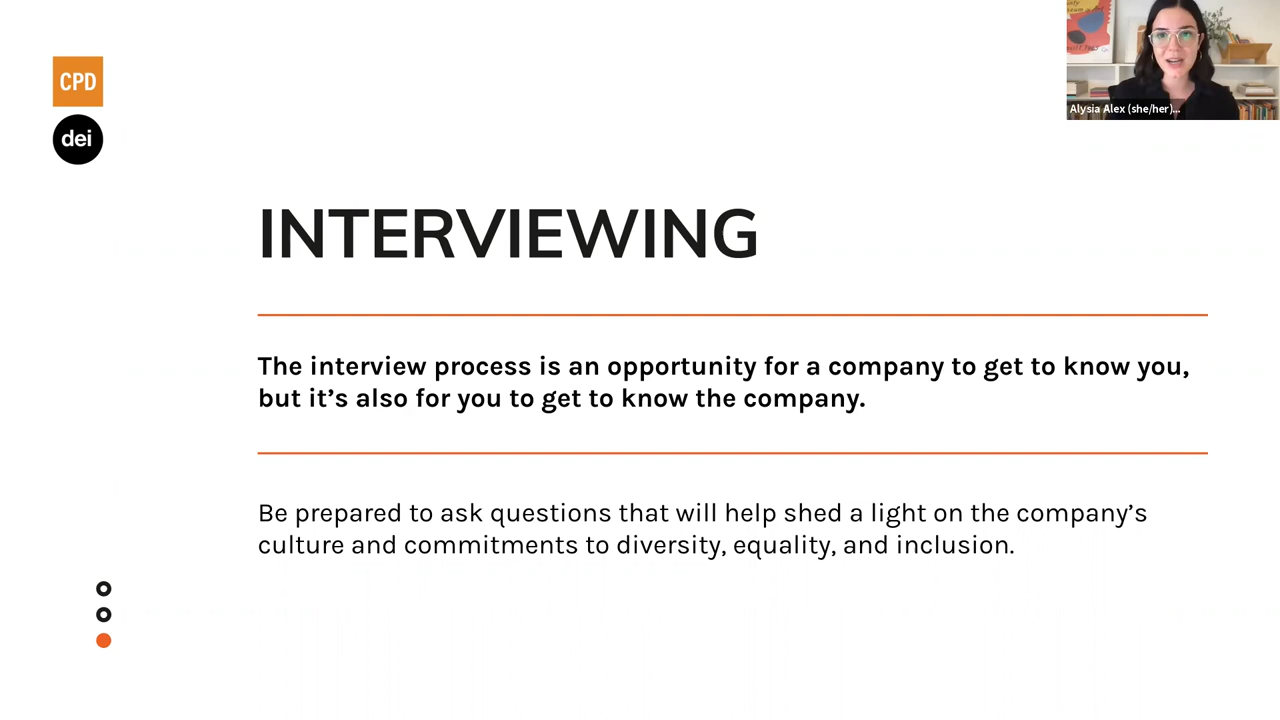 CPD
dei
Alysia Alex (she/her)...
INTERVIEWING
The interview process is an opportunity for a company to get to know you,
but it’s also for you to get to know the company.
Be prepared to ask questions that will help shed a light on the company’s
culture and commitments to diversity, equality, and inclusion.